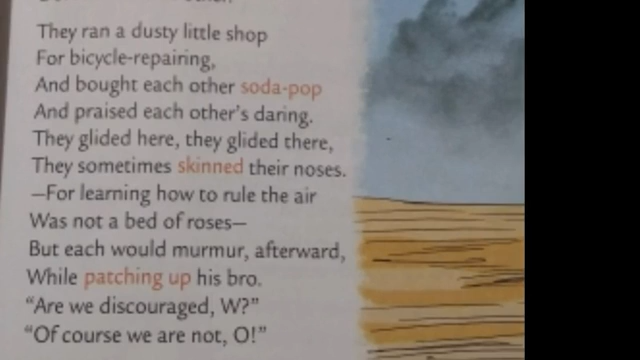 They ran a dusty little shop
For bicycle-repairing,
And bought each other soda-pop
And praised each other's daring.
They glided here, they glided there,
They sometimes skinned their noses.
—For learning how to rule the air
Was not a bed of roses—
But each would murmur, afterward,
While patching up his bro.
“Are we discouraged, W?”
“Of course we are not, O!”